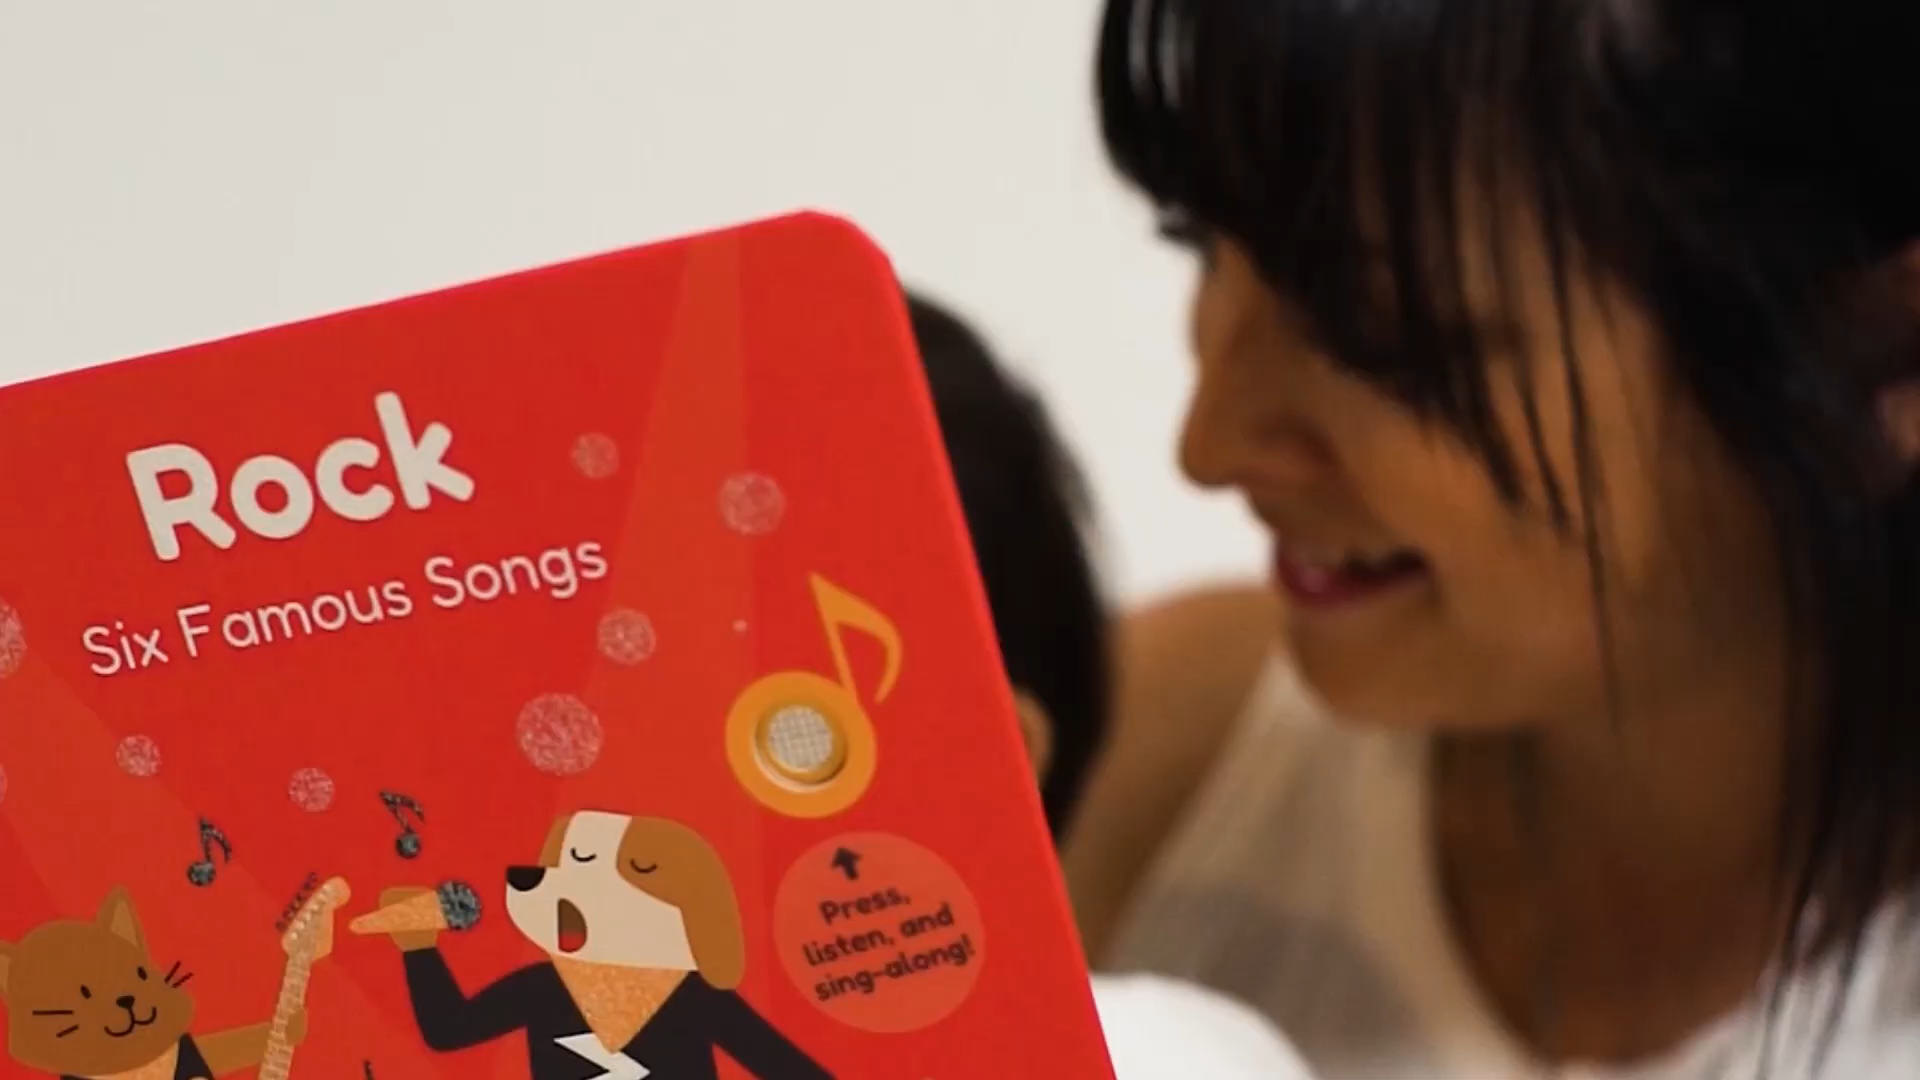 Rock
Six Famous Songs
Press,
listen, and
sing-along!